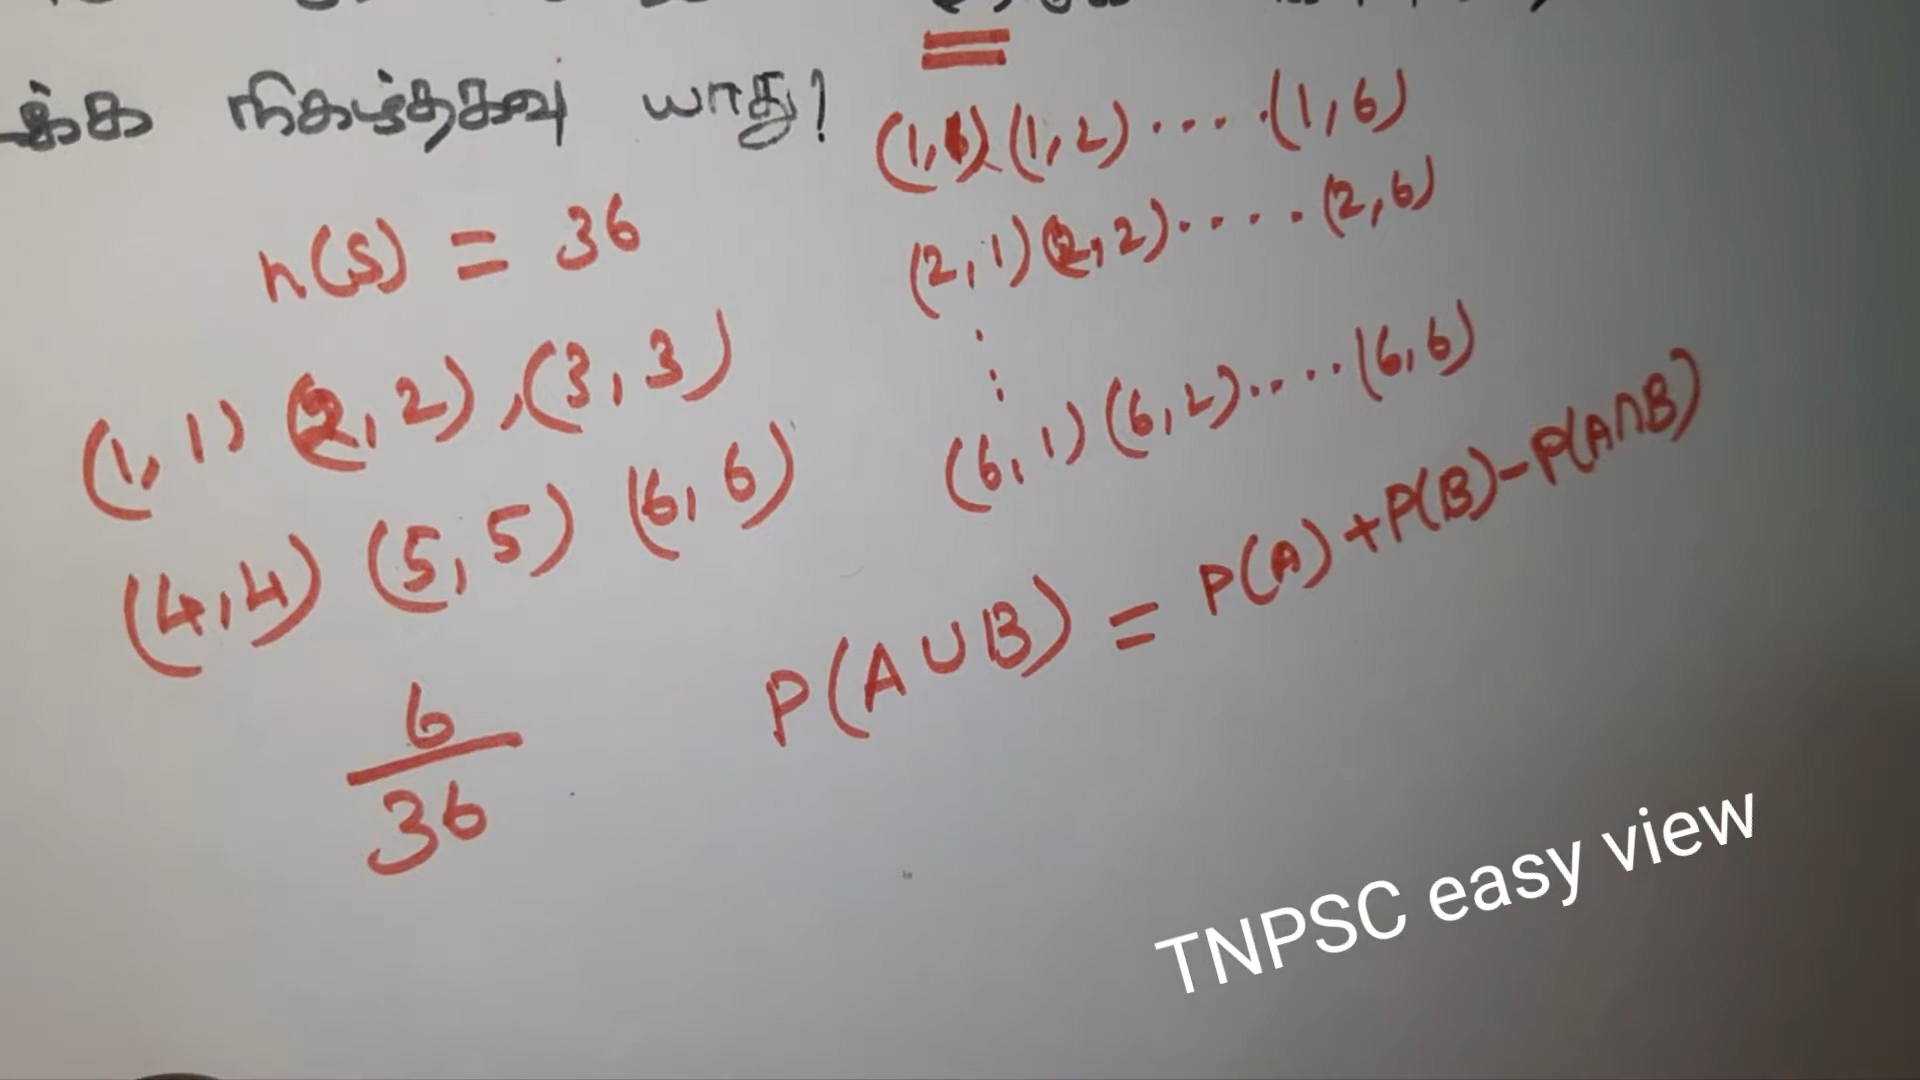 க்க நிகழ்தகவு யாது?
(1,1) (1,2) ....(1,6)
n(S) = 36
(2,1) (2,2).....(2,6)
(1,1) (2,2),(3,3)
(6,1) (6,2).....(6,6)
(4,4) (5,5) (6,6)
P(A∪B) = P(A)+P(B)-P(A∩B)
6
36
TNPSC easy view